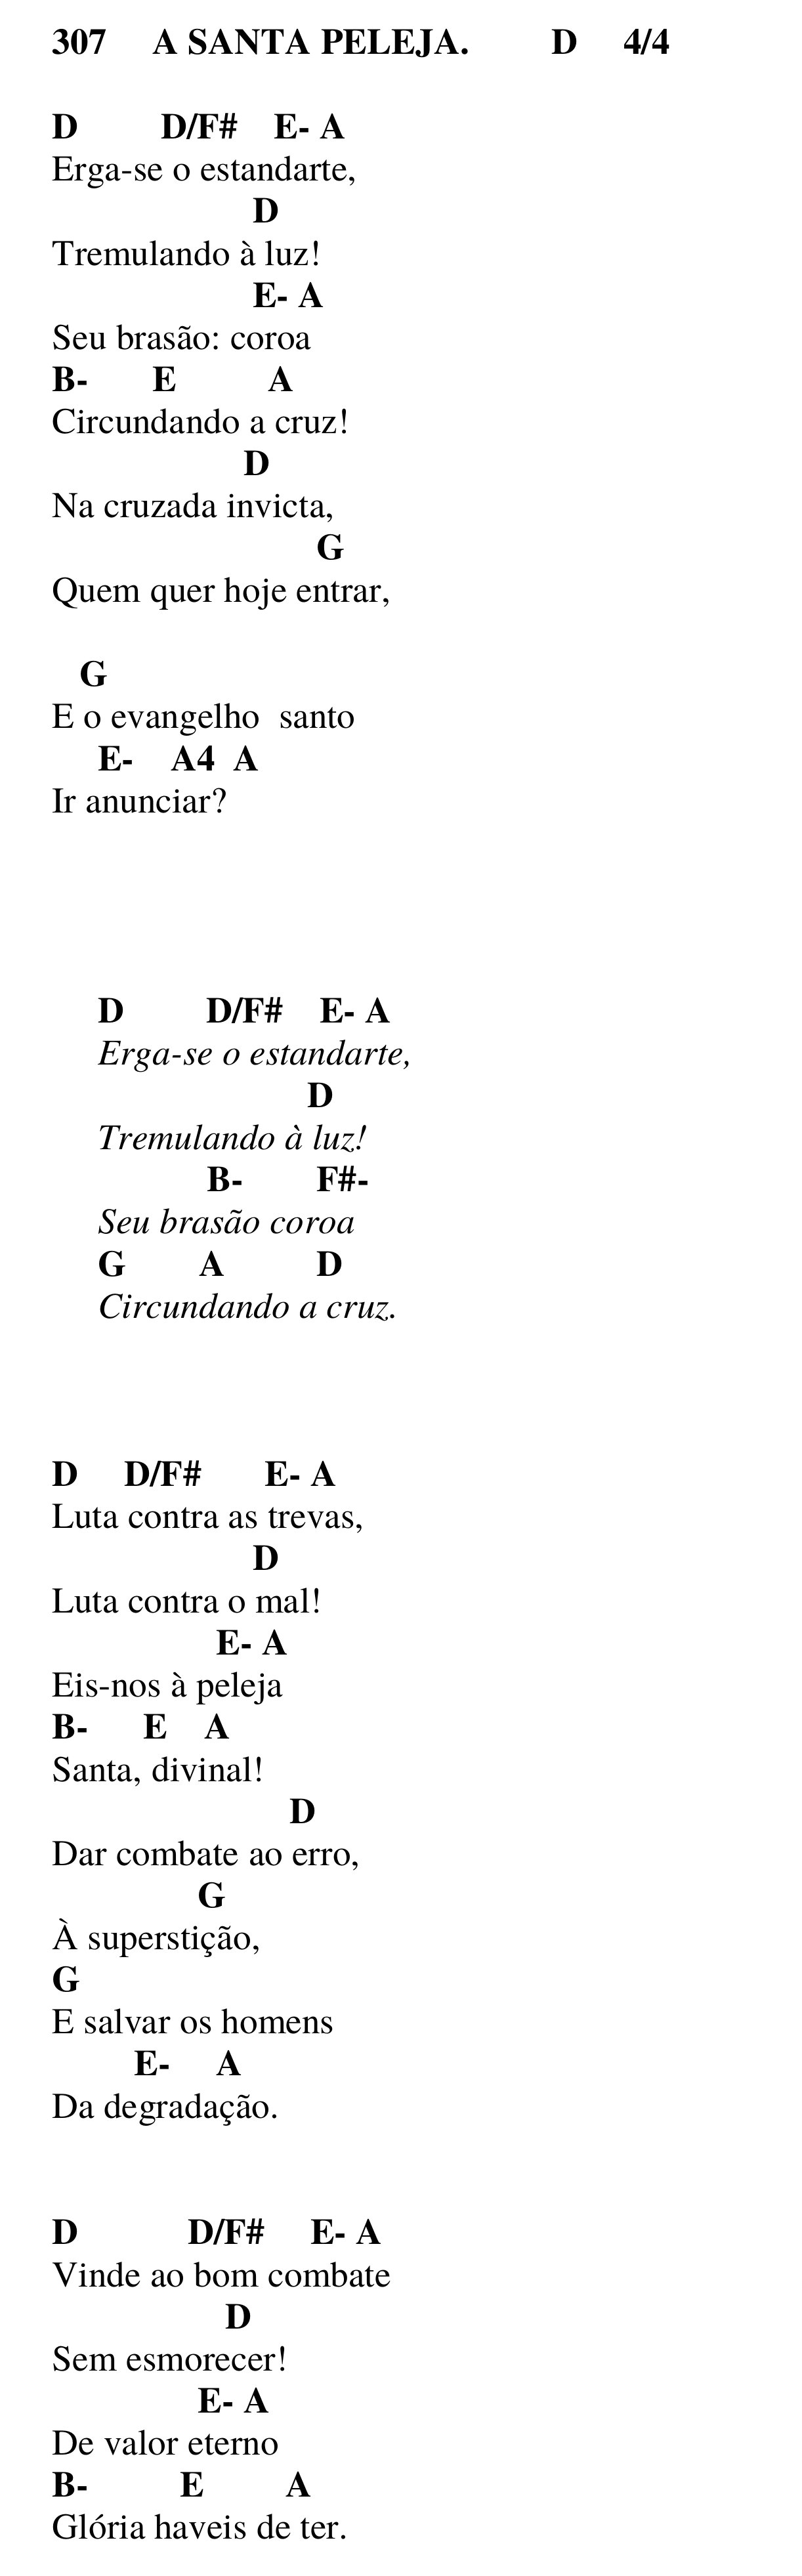 307 A SANTA PELEJA. D 4/4
D D/F# E- A
Erga-se o estandarte,
D
Tremulando à luz!
E- A
Seu brasão: coroa
B- E A
Circundando a cruz!
D
Na cruzada invicta,
G
Quem quer hoje entrar,
G
E o evangelho santo
E- A4 A
Ir anunciar?
D D/F# E- A
Erga-se o estandarte,
D
Tremulando à luz!
B- F#-
Seu brasão coroa
G A D
Circundando a cruz.
D D/F# E- A
Luta contra as trevas,
D
Luta contra o mal!
E- A
Eis-nos à peleja
B- E A
Santa, divinal!
D
Dar combate ao erro,
G
À superstição,
G
E salvar os homens
E- A
Da degradação.
D D/F# E- A
Vinde ao bom combate
D
Sem esmorecer!
E- A
De valor eterno
B- E A
Glória haveis de ter.